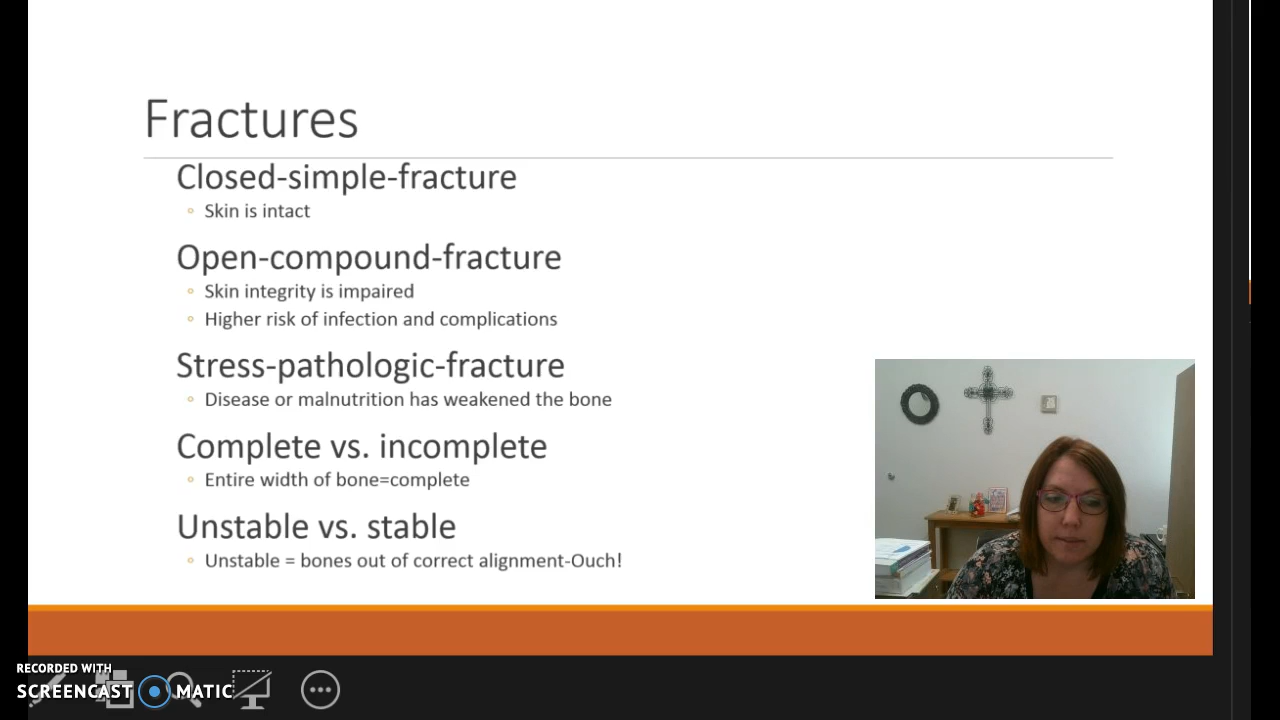 Fractures
Closed-simple-fracture
Skin is intact
Open-compound-fracture
Skin integrity is impaired
Higher risk of infection and complications
Stress-pathologic-fracture
Disease or malnutrition has weakened the bone
Complete vs. incomplete
Entire width of bone=complete
Unstable vs. stable
Unstable = bones out of correct alignment-Ouch!
RECORDED WITH
SCREENCAST MATIC